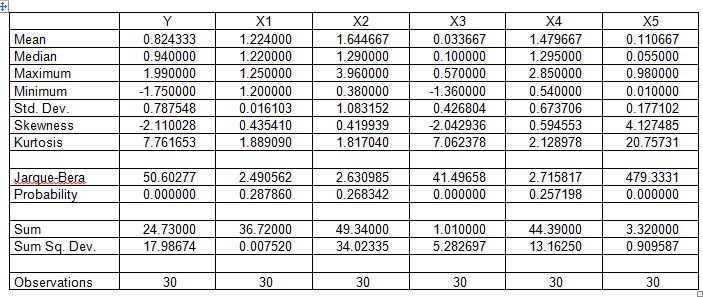 Y X1 X2 X3 X4 X5
Mean 0.824333 1.224000 1.644667 0.033667 1.479667 0.110667
Median 0.940000 1.220000 1.290000 0.100000 1.295000 0.055000
Maximum 1.990000 1.250000 3.960000 0.570000 2.850000 0.980000
Minimum -1.750000 1.200000 0.380000 -1.360000 0.540000 0.010000
Std. Dev. 0.787548 0.016103 1.083152 0.426804 0.673706 0.177102
Skewness -2.110028 0.435410 0.419939 -2.042936 0.594553 4.127485
Kurtosis 7.761653 1.889090 1.817040 7.062378 2.128978 20.75731
Jarque-Bera 50.60277 2.490562 2.630985 41.49658 2.715817 479.3331
Probability 0.000000 0.287860 0.268342 0.000000 0.257198 0.000000
Sum 24.73000 36.72000 49.34000 1.010000 44.39000 3.320000
Sum Sq. Dev. 17.98674 0.007520 34.02335 5.282697 13.16250 0.909587
Observations 30 30 30 30 30 30